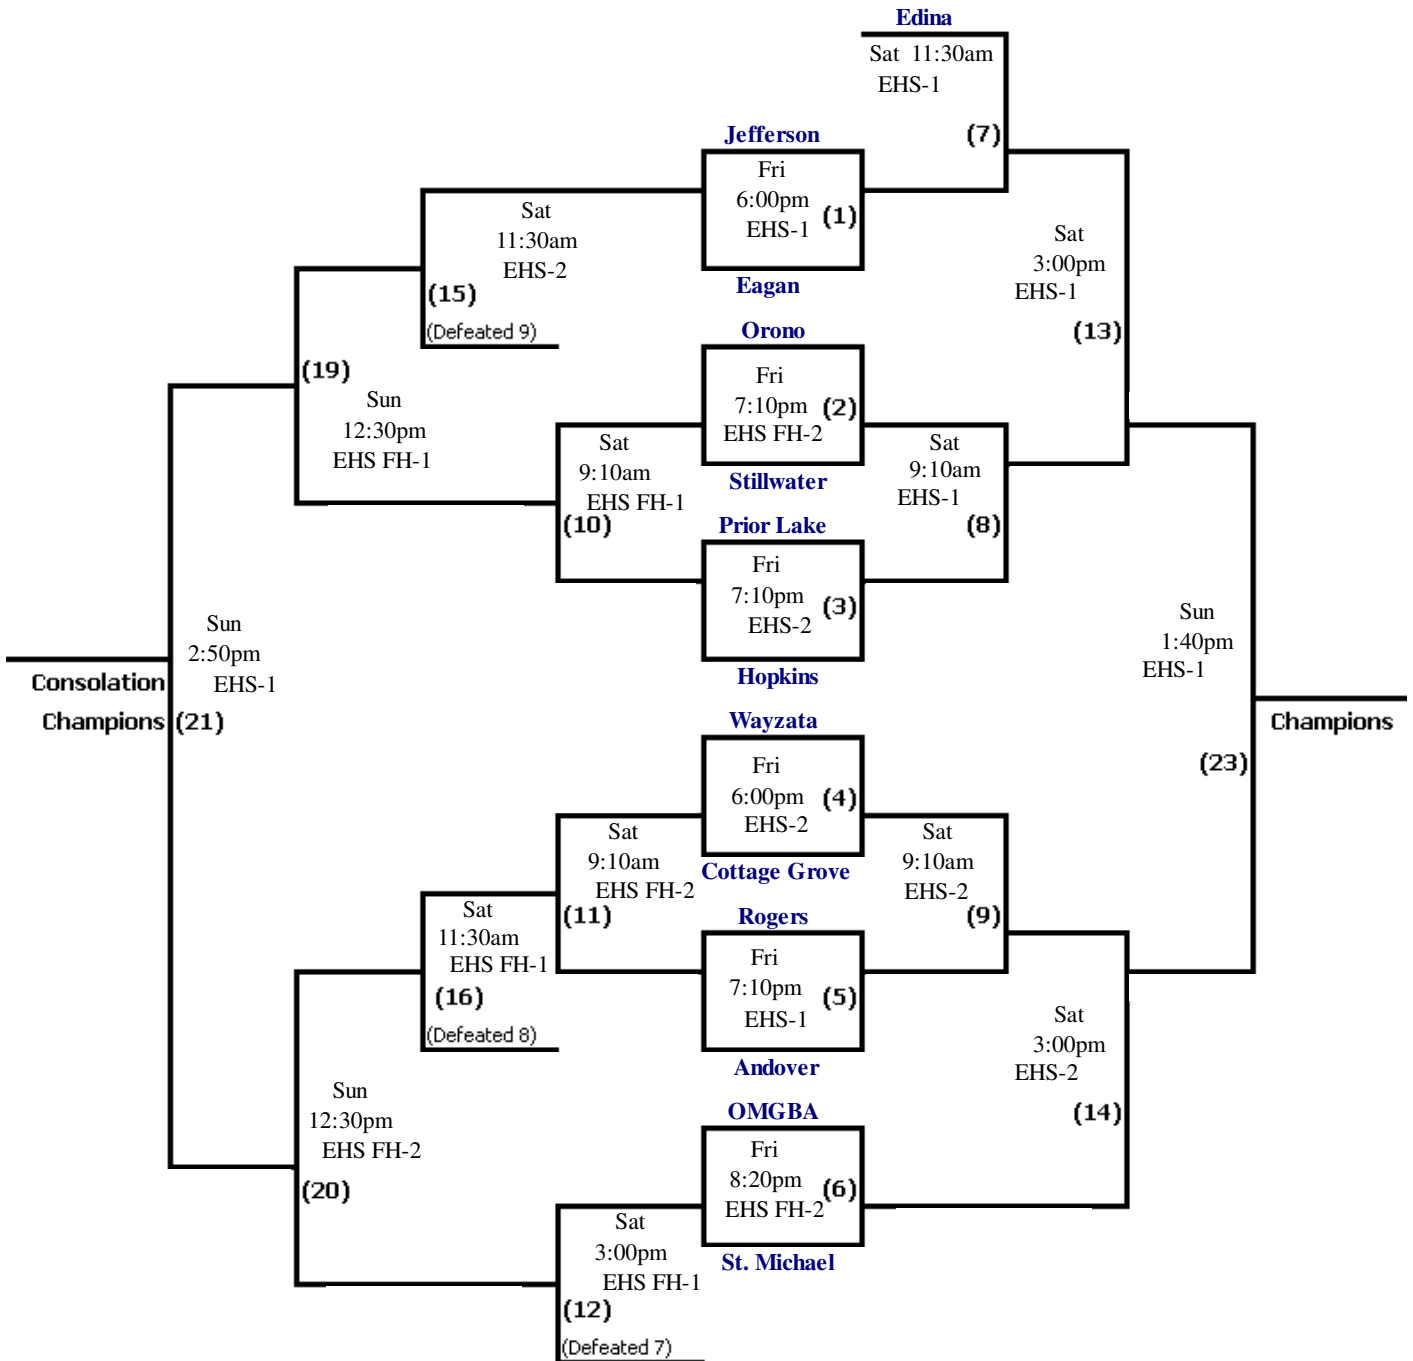 Edina
Sat 11:30am
EHS-1
(7)
Jefferson
Fri
6:00pm
(1)
EHS-1
Eagan
Sat
11:30am
EHS-2
(15)
(Defeated 9)
Sat
3:00pm
EHS-1
(13)
Orono
Fri
7:10pm
(2)
EHS FH-2
Stillwater
(19)
Sun
12:30pm
EHS FH-1
Sat
9:10am
EHS FH-1
(10)
Sat
9:10am
EHS-1
(8)
Prior Lake
Fri
7:10pm
(3)
EHS-2
Hopkins
Sun
2:50pm
EHS-1
Consolation
Champions
(21)
Sun
1:40pm
EHS-1
Champions
(23)
Wayzata
Fri
6:00pm
(4)
EHS-2
Cottage Grove
Sat
9:10am
EHS FH-2
(11)
Sat
9:10am
EHS-2
(9)
Rogers
Fri
7:10pm
(5)
EHS-1
Andover
Sat
11:30am
EHS FH-1
(16)
(Defeated 8)
Sat
3:00pm
EHS-2
(14)
Sun
12:30pm
EHS FH-2
(20)
OMGBA
Fri
8:20pm
(6)
EHS FH-2
St. Michael
Sat
3:00pm
EHS FH-1
(12)
(Defeated 7)